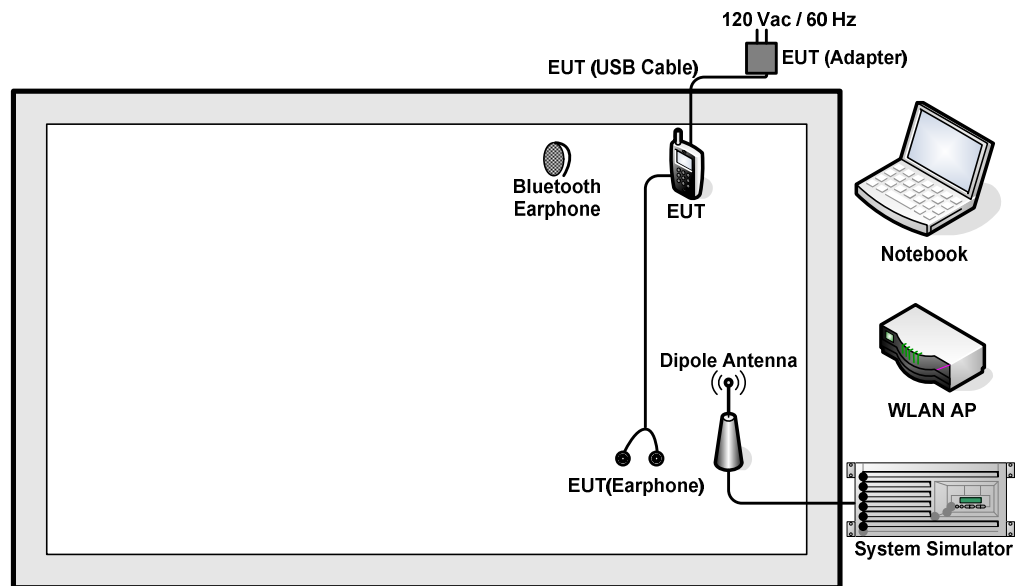 120 Vac / 60 Hz
EUT (Adapter)
EUT (USB Cable)
Bluetooth
Earphone
EUT
Notebook
Dipole Antenna
WLAN AP
EUT(Earphone)
System Simulator